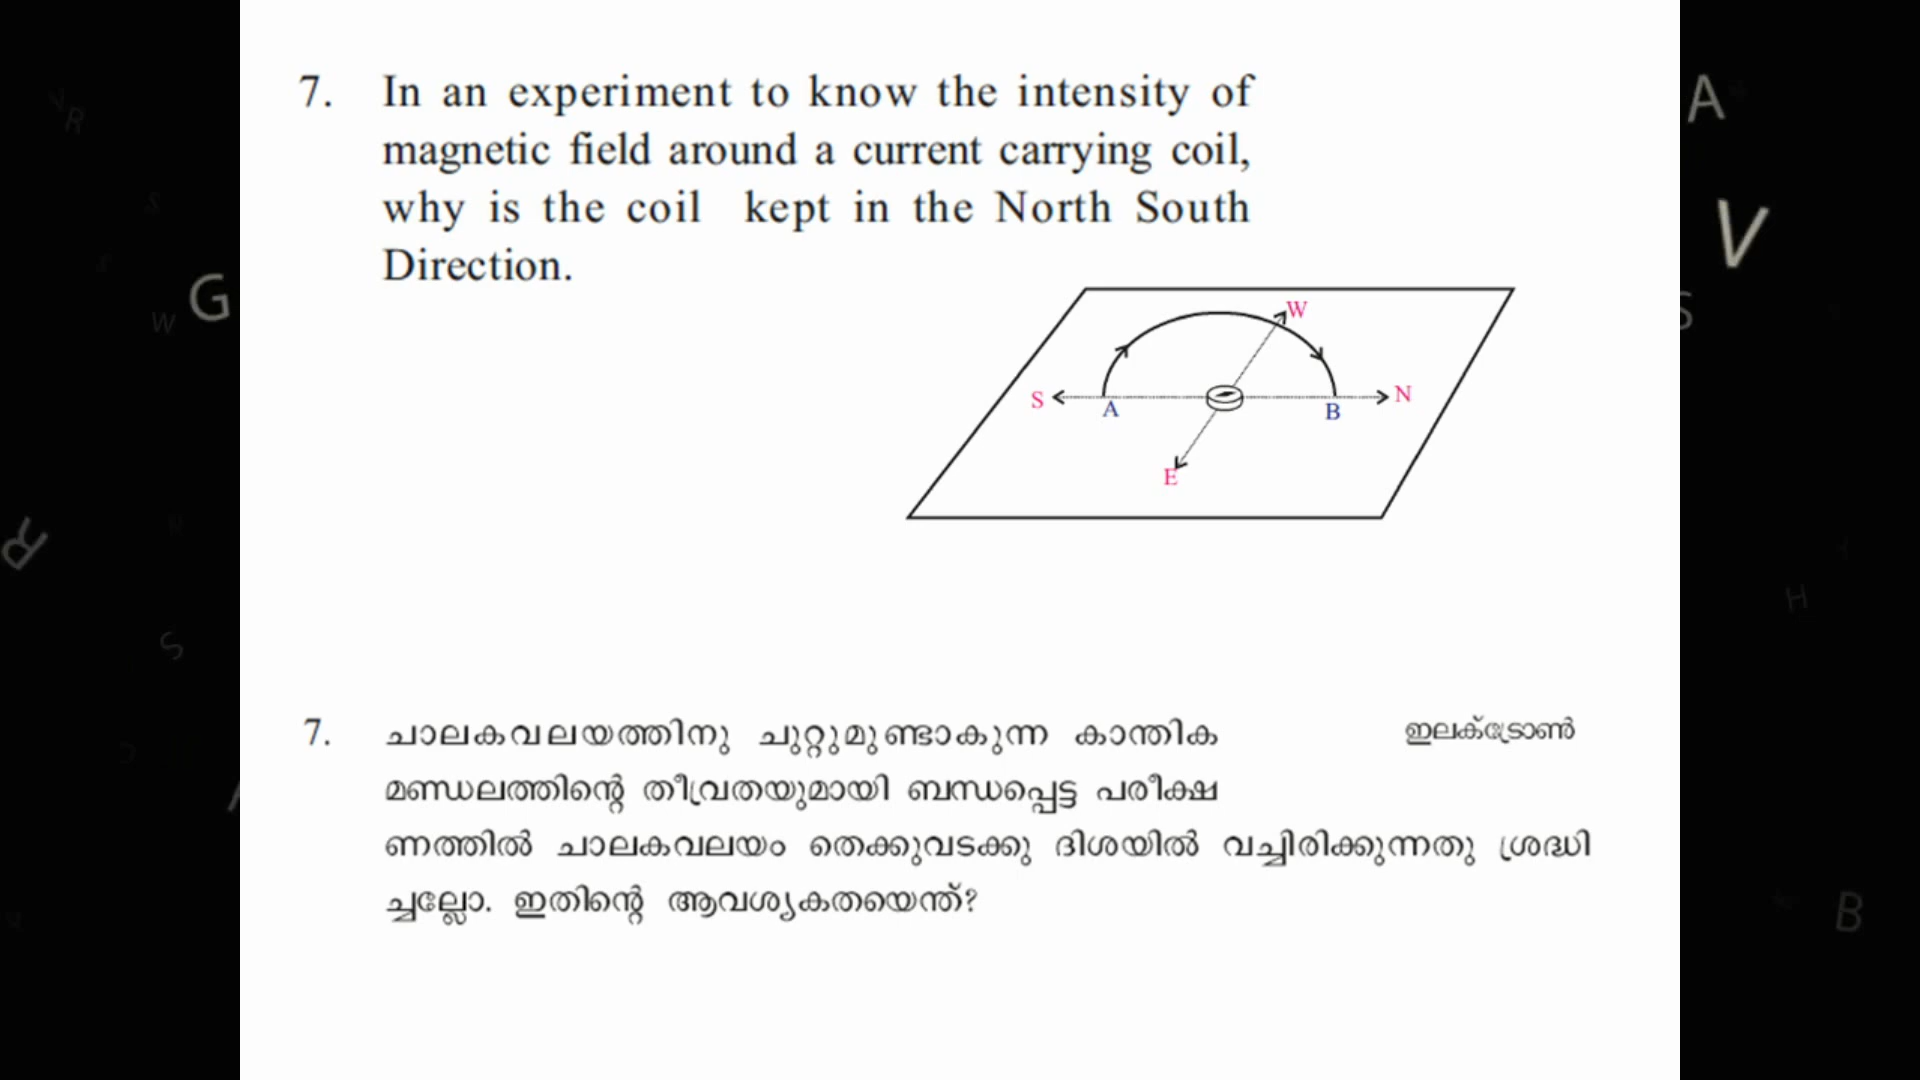 7. In an experiment to know the intensity of
magnetic field around a current carrying coil,
why is the coil kept in the North South
Direction.
W
S
N
A
B
E
7. ചാലകവലയത്തിനു ചുറ്റുമുണ്ടാകുന്ന കാന്തിക
ഇലക്ട്രോൺ
മണ്ഡലത്തിന്റെ തീവ്രതയുമായി ബന്ധപ്പെട്ട പരീക്ഷ
ണത്തിൽ ചാലകവലയം തെക്കുവടക്കു ദിശയിൽ വച്ചിരിക്കുന്നതു ശ്രദ്ധി
ച്ചല്ലോ. ഇതിന്റെ ആവശ്യകതയെന്ത്?
A
V
G
R
S
B
H
W